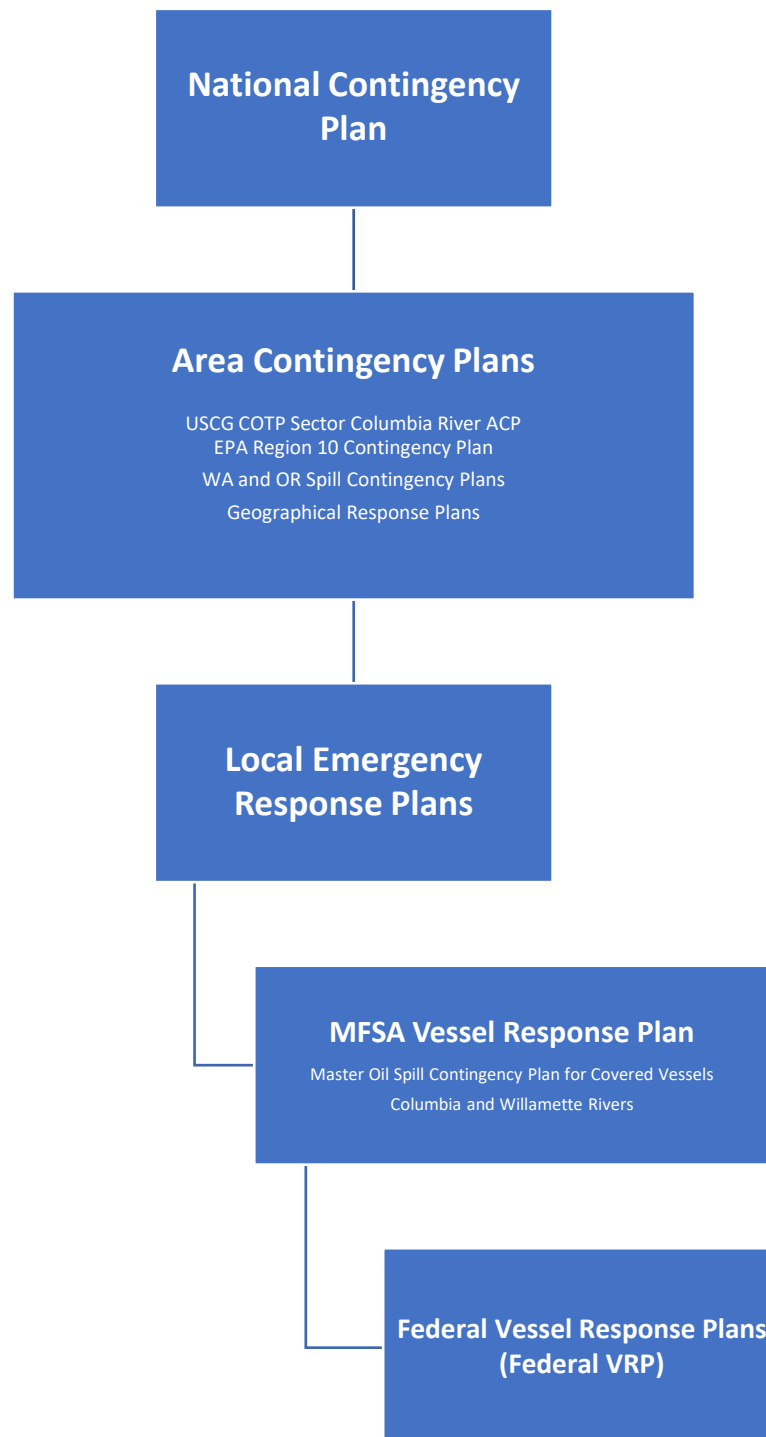 National Contingency
Plan
Area Contingency Plans
USCG COTP Sector Columbia River ACP
EPA Region 10 Contingency Plan
WA and OR Spill Contingency Plans
Geographical Response Plans
Local Emergency
Response Plans
MFSA Vessel Response Plan
Master Oil Spill Contingency Plan for Covered Vessels
Columbia and Willamette Rivers
Federal Vessel Response Plans
(Federal VRP)